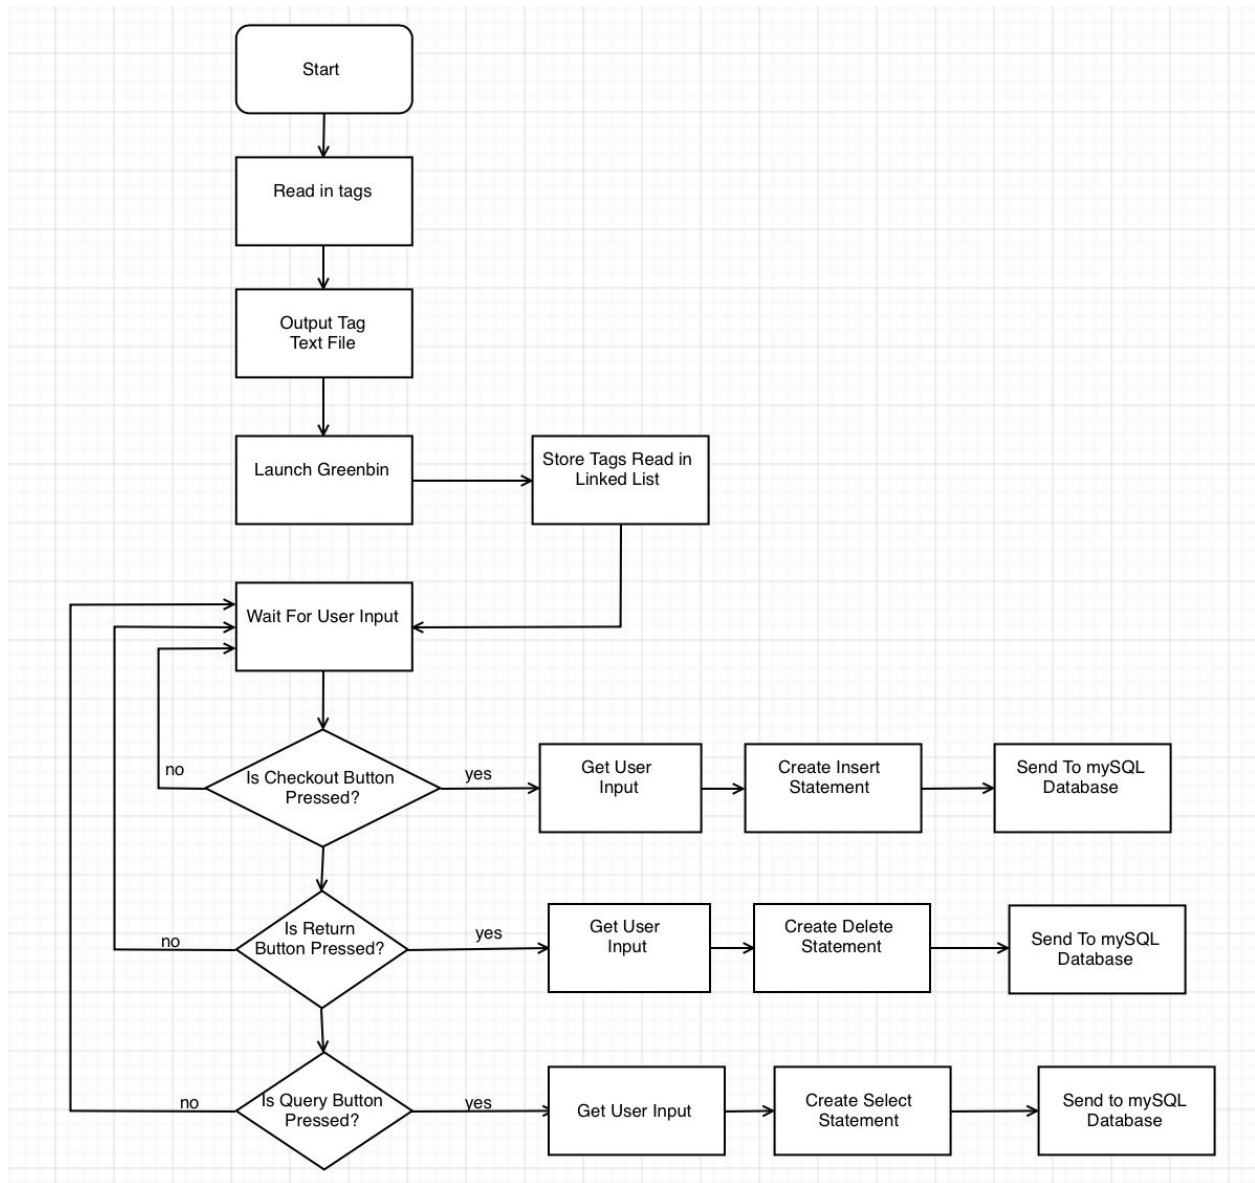 Start
Read in tags
Output Tag
Text File
Launch Greenbin
Store Tags Read in
Linked List
Wait For User Input
no
Is Checkout Button
Pressed?
yes
Get User
Input
Create Insert
Statement
Send To mySQL
Database
no
Is Return
Button Pressed?
yes
Get User
Input
Create Delete
Statement
Send To mySQL
Database
no
Is Query Button
Pressed?
yes
Get User Input
Create Select
Statement
Send to mySQL
Database